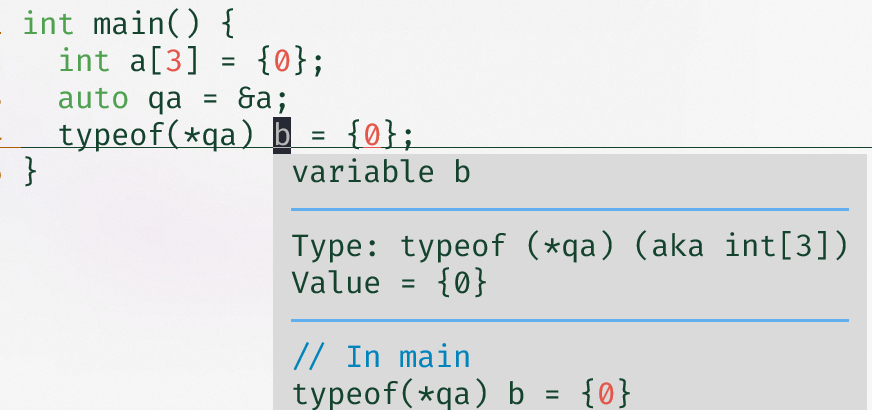 int main() {
  int a[3] = {0};
  auto qa = &a;
  typeof(*qa) b = {0};
}
variable b
Type: typeof (*qa) (aka int[3])
Value = {0}
// In main
typeof(*qa) b = {0}